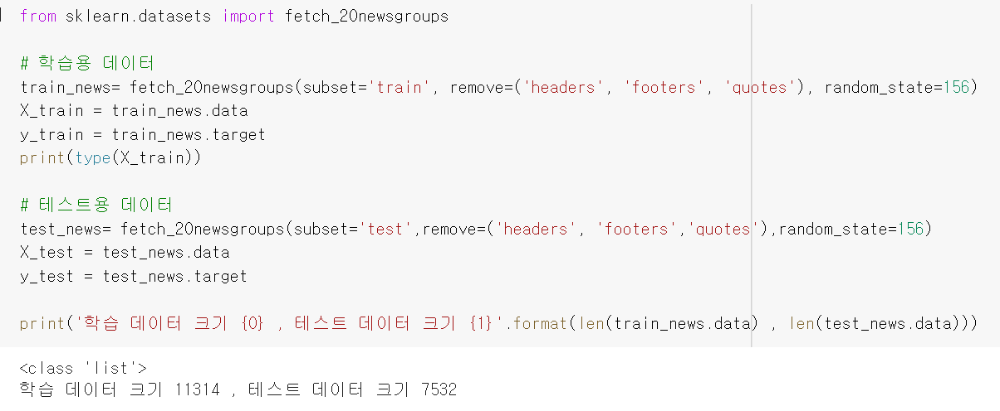 from sklearn.datasets import fetch_20newsgroups
# 학습용 데이터
train_news= fetch_20newsgroups(subset='train', remove=('headers', 'footers', 'quotes'), random_state=156)
X_train = train_news.data
y_train = train_news.target
print(type(X_train))
# 테스트용 데이터
test_news= fetch_20newsgroups(subset='test',remove=('headers', 'footers','quotes'),random_state=156)
X_test = test_news.data
y_test = test_news.target
print('학습 데이터 크기 {0} , 테스트 데이터 크기 {1}'.format(len(train_news.data) , len(test_news.data)))
<class 'list'>
학습 데이터 크기 11314 , 테스트 데이터 크기 7532